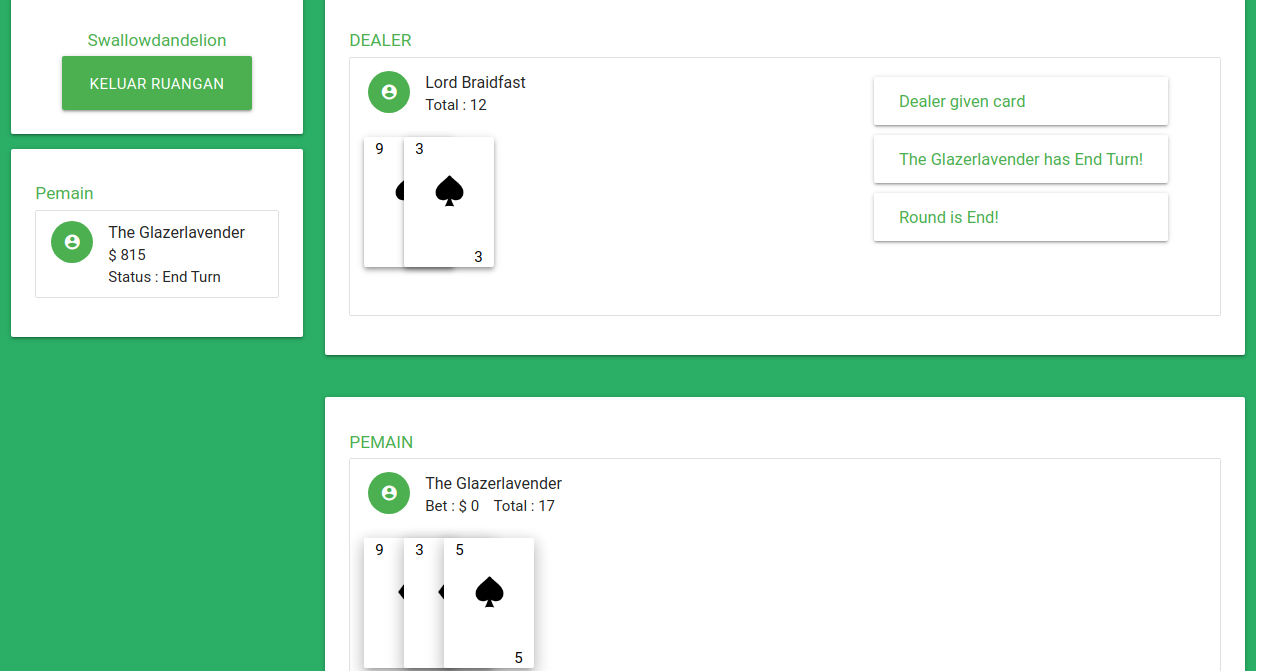 Swallowdandelion
KELUAR RUANGAN
Pemain
The Glazerlavender
$ 815
Status : End Turn
DEALER
Lord Braidfast
Total : 12
9
3
3
Dealer given card
The Glazerlavender has End Turn!
Round is End!
PEMAIN
The Glazerlavender
Bet : $ 0 Total : 17
9
3
5
5